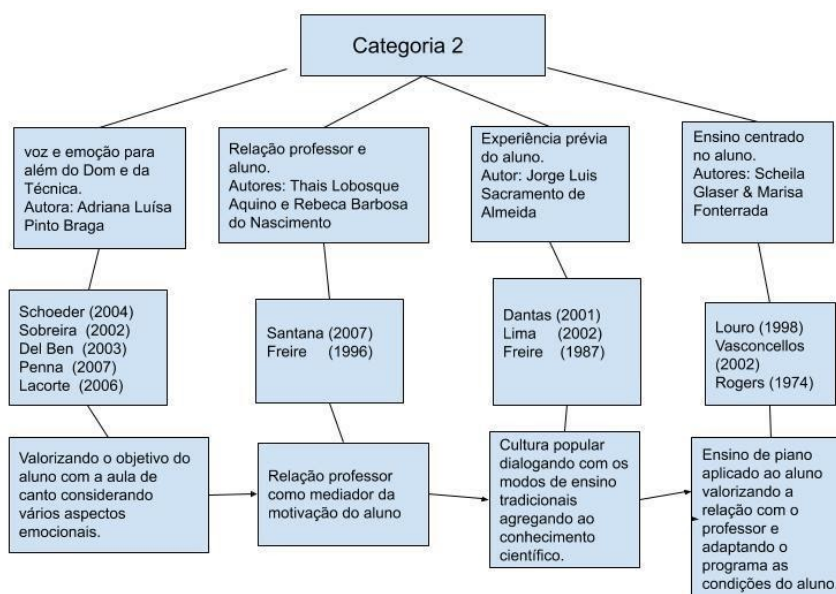 Categoria 2
voz e emoção para
além do Dom e da
Técnica.
Autora: Adriana Luísa
Pinto Braga
Relação professor e
aluno.
Autores: Thais Lobosque
Aquino e Rebeca Barbosa
do Nascimento
Experiência prévia
do aluno.
Autor: Jorge Luis
Sacramento de
Almeida
Ensino centrado
no aluno.
Autores: Scheila
Glaser & Marisa
Fonterrada
Schoeder (2004)
Sobreira (2002)
Del Ben (2003)
Penna (2007)
Lacorte (2006)
Santana (2007)
Freire (1996)
Dantas (2001)
Lima (2002)
Freire (1987)
Louro (1998)
Vasconcellos
(2002)
Rogers (1974)
Valorizando o objetivo do
aluno com a aula de
canto considerando
vários aspectos
emocionais.
Relação professor
como mediador da
motivação do aluno
Cultura popular
dialogando com os
modos de ensino
tradicionais
agregando ao
conhecimento
científico.
Ensino de piano
aplicado ao aluno
valorizando a
relação com o
professor e
adaptando o
programa as
condições do aluno.